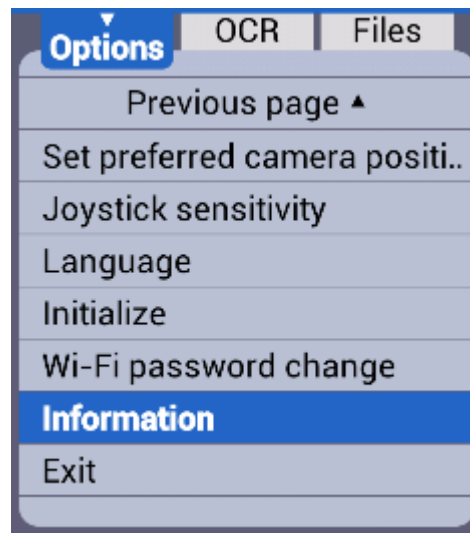 Options OCR Files
Previous page ▲
Set preferred camera positi..
Joystick sensitivity
Language
Initialize
Wi-Fi password change
Information
Exit